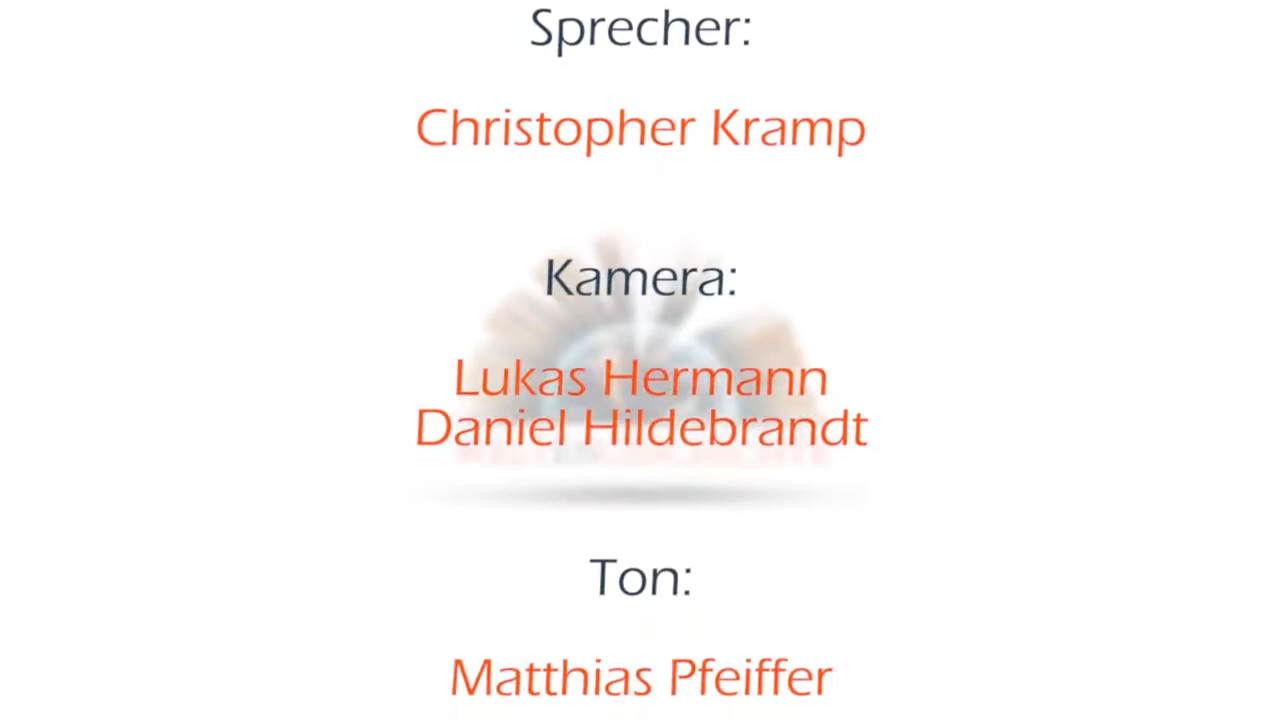 Sprecher:
Christopher Kramp
Kamera:
Lukas Hermann
Daniel Hildebrandt
Ton:
Matthias Pfeiffer